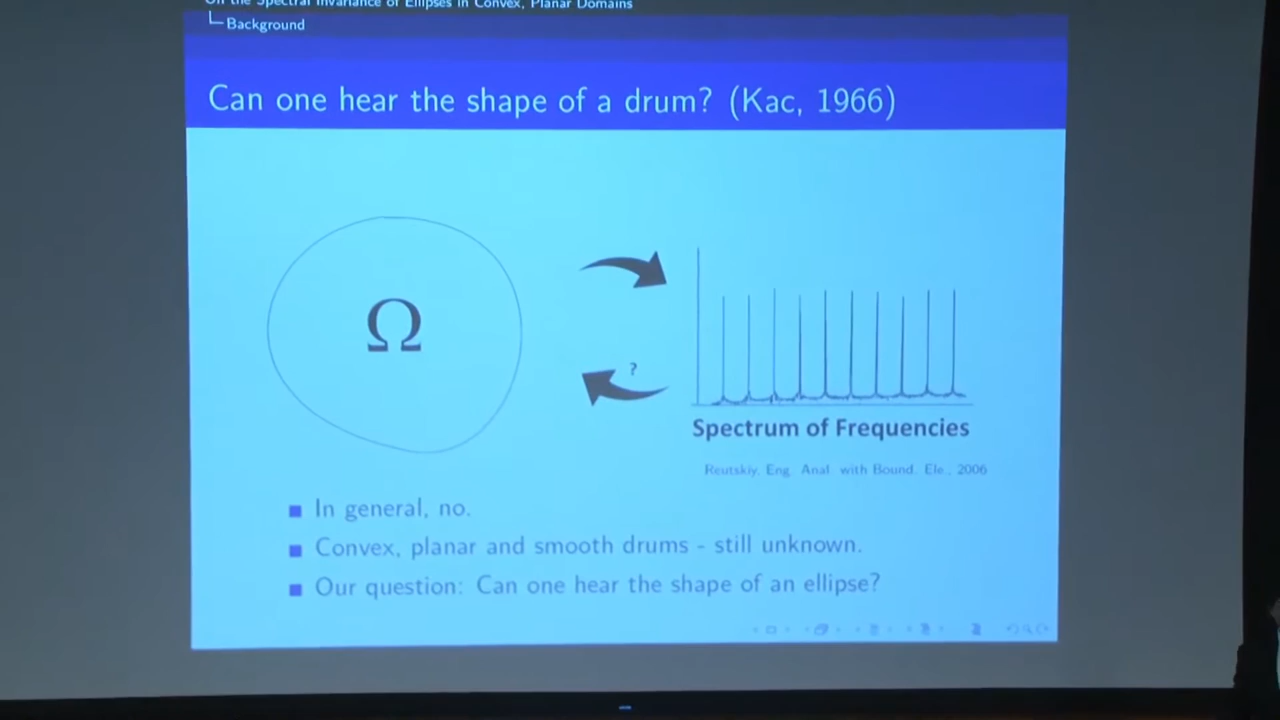 On the Spectral Invariance of Ellipses in Convex, Planar Domains
Background
Can one hear the shape of a drum? (Kac, 1966)
Ω
?
Spectrum of Frequencies
Reutskiy, Eng. Anal. with Bound. Ele., 2006
In general, no.
Convex, planar and smooth drums - still unknown.
Our question: Can one hear the shape of an ellipse?